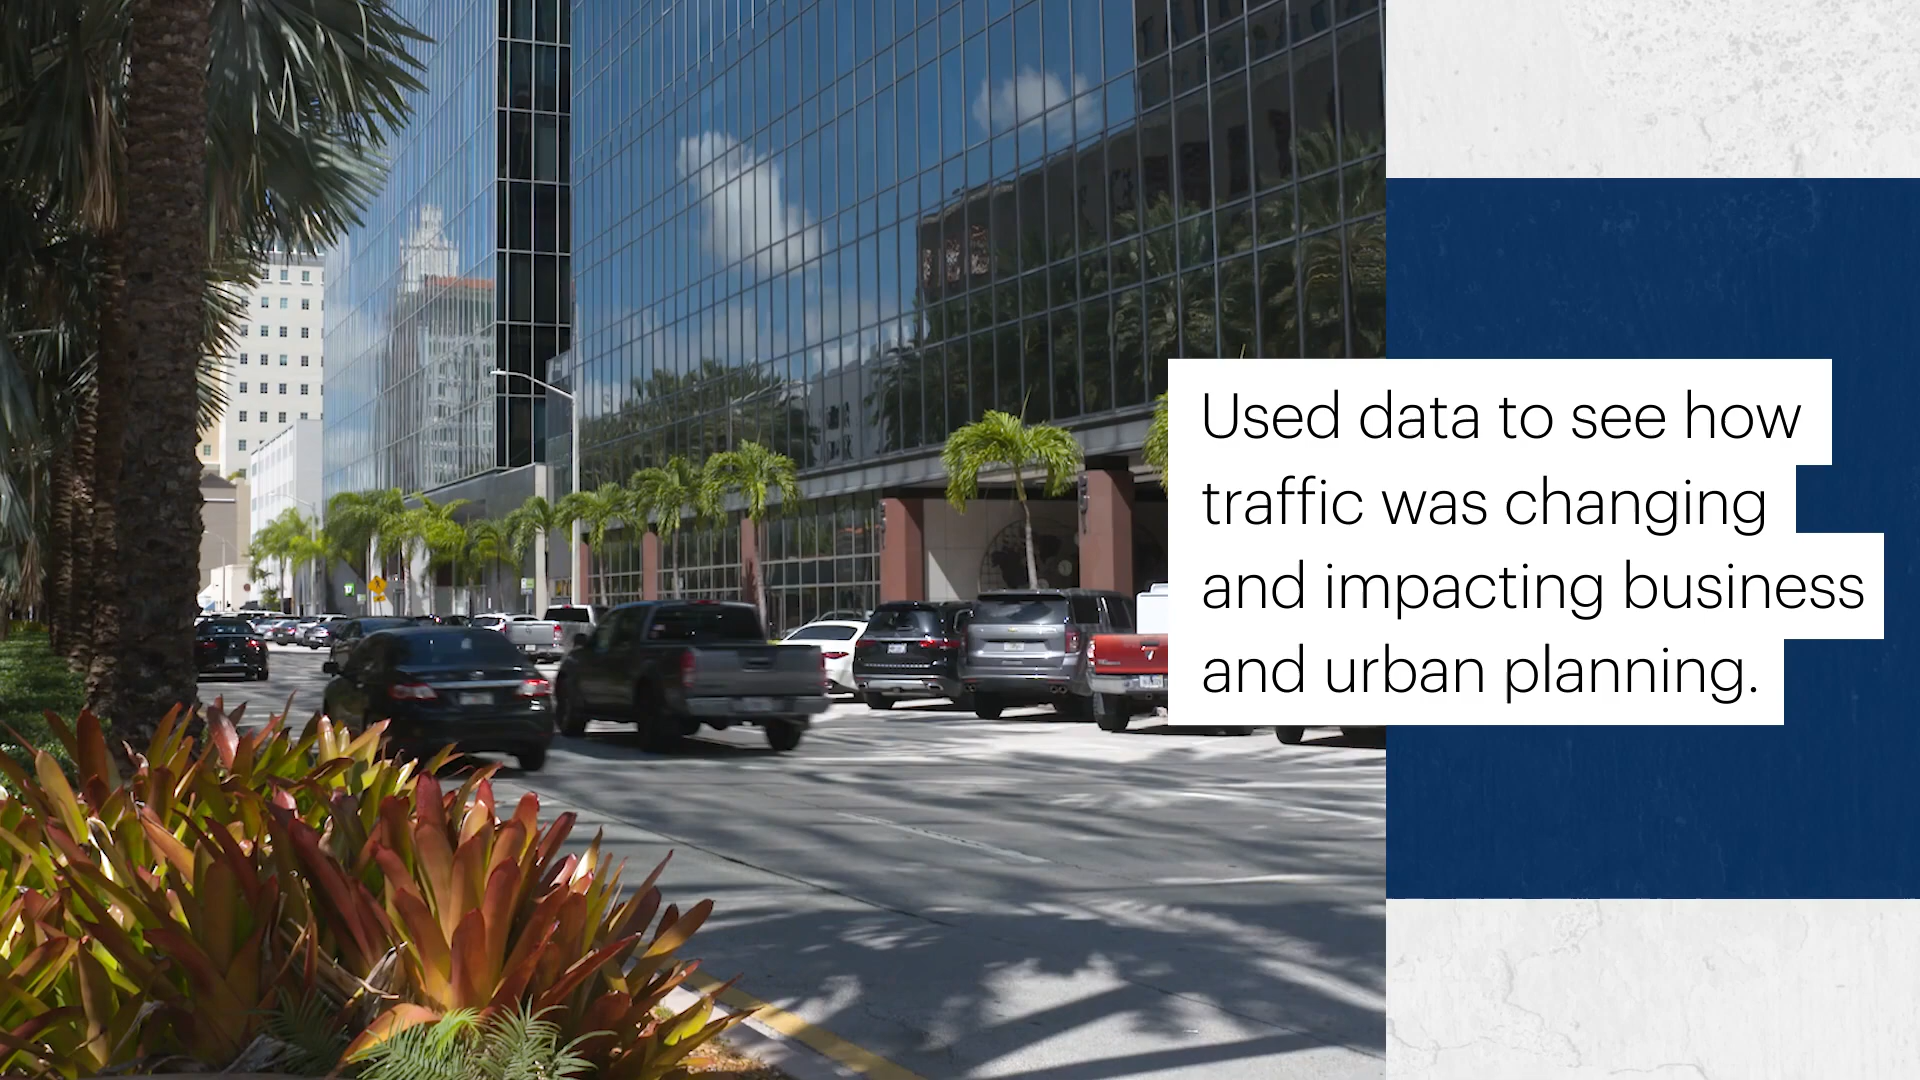 Used data to see how
traffic was changing
and impacting business
and urban planning.